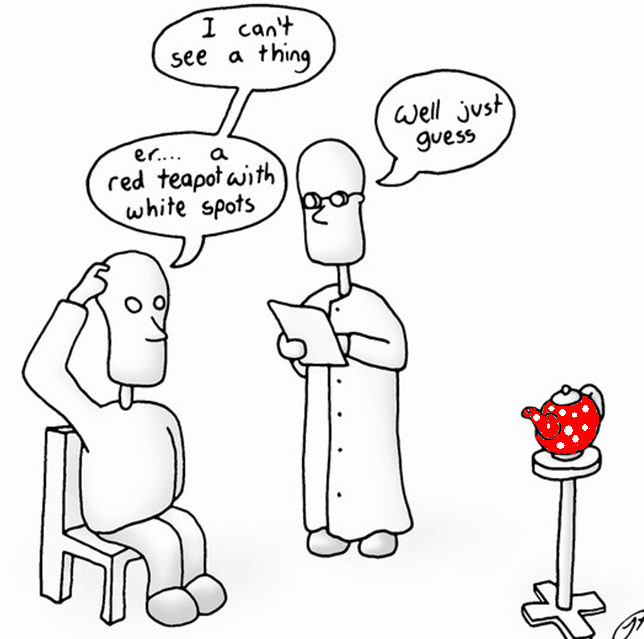 I can't
see a thing
Well just
guess
er.... a
red teapot with
white spots